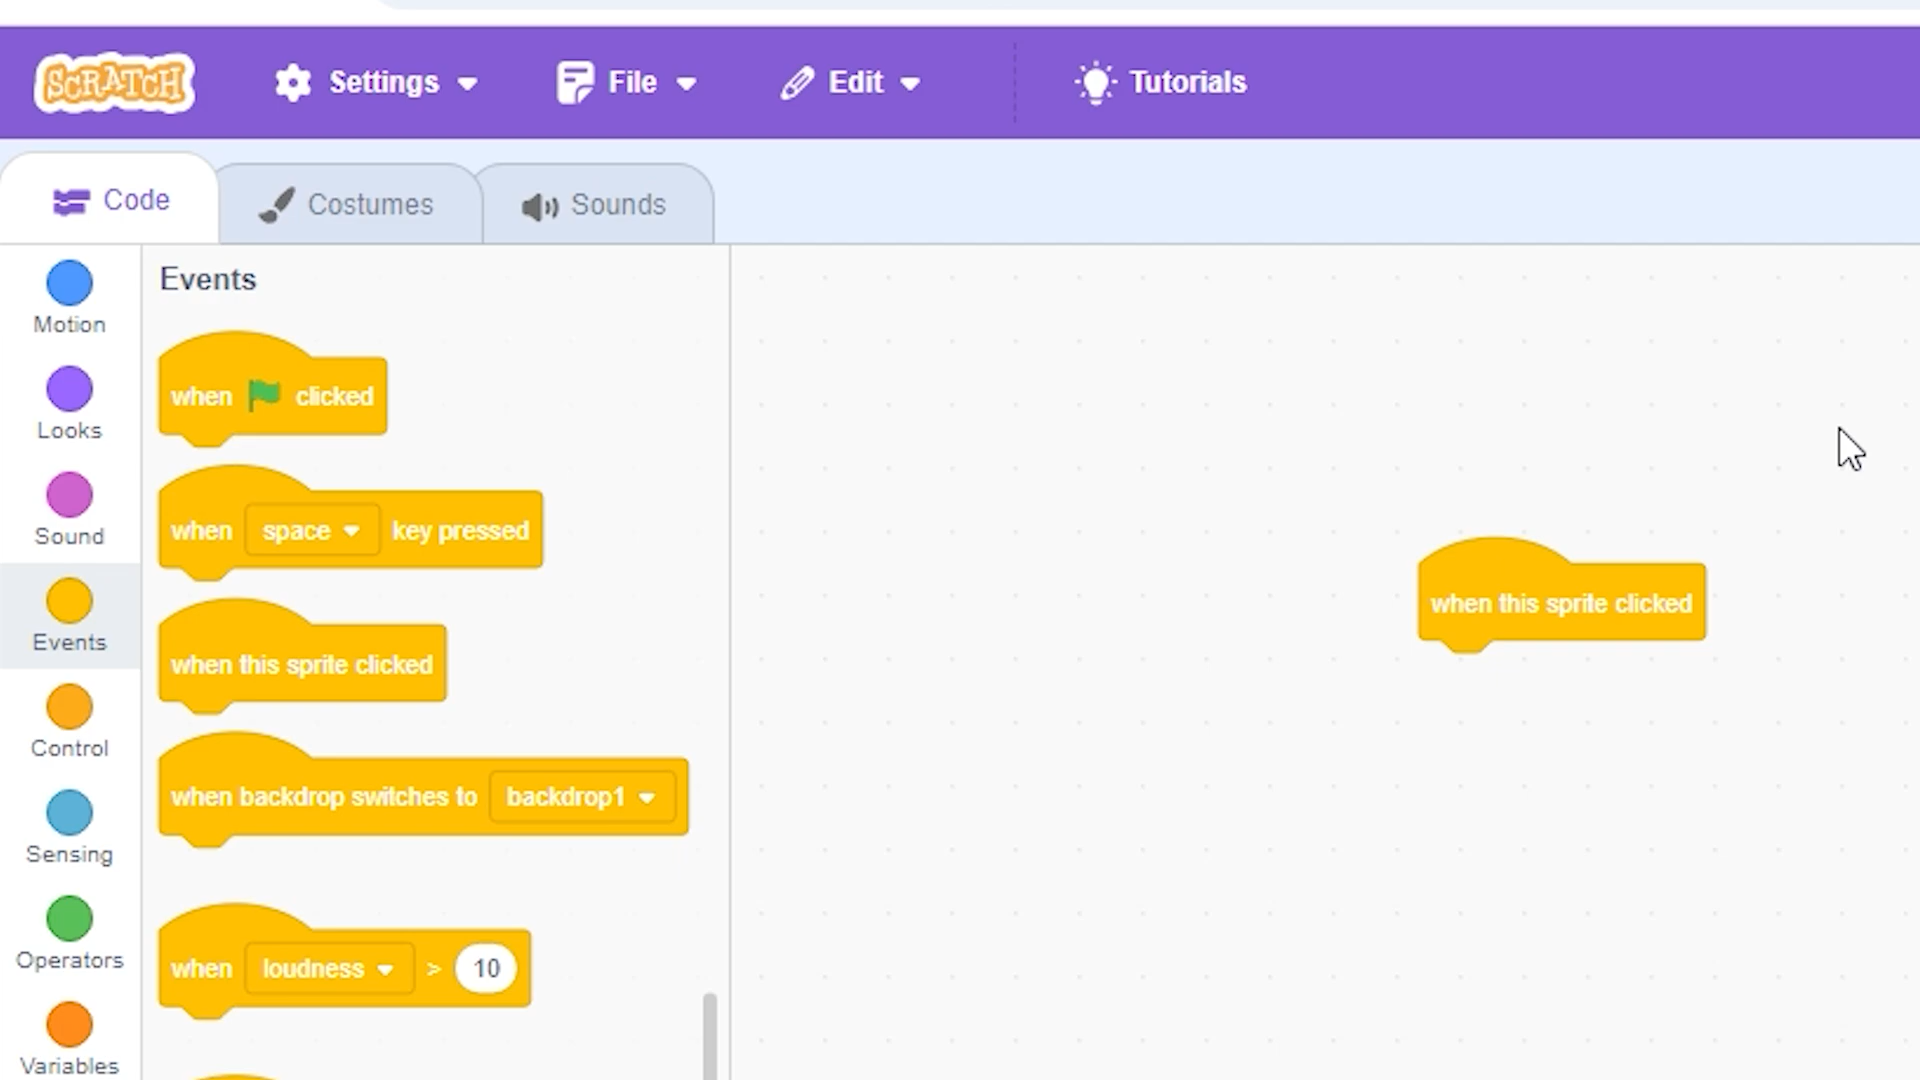 SCRATCH Settings File Edit Tutorials
Code Costumes Sounds
Events
Motion
Looks
Sound
Events
Control
Sensing
Operators
Variables
when clicked
when space key pressed
when this sprite clicked
when backdrop switches to backdrop1
when loudness > 10
when this sprite clicked